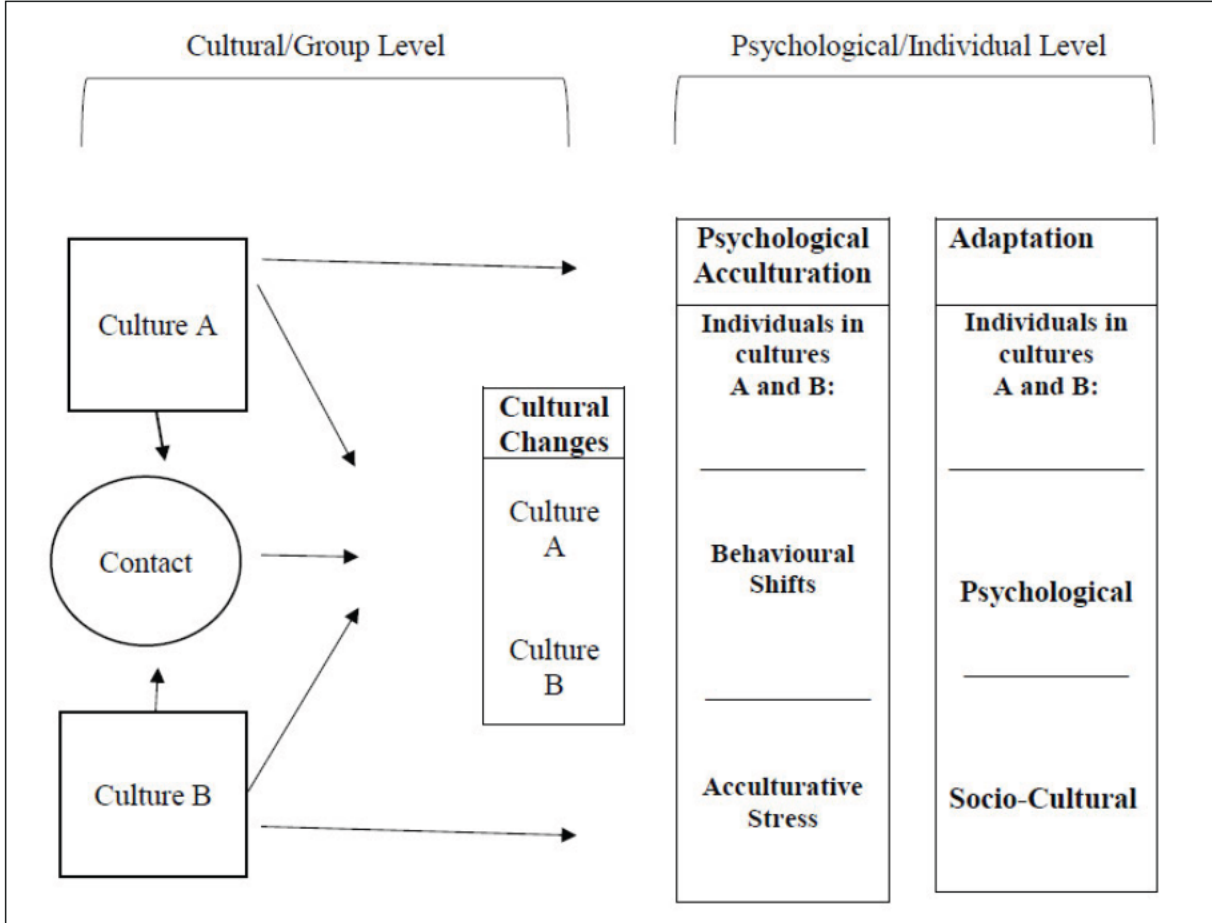 Cultural/Group Level
Psychological/Individual Level
Culture A
Contact
Culture B
Cultural
Changes
Culture
A
Culture
B
Psychological
Acculturation
Individuals in
cultures
A and B:
Behavioural
Shifts
Acculturative
Stress
Adaptation
Individuals in
cultures
A and B:
Psychological
Socio-Cultural